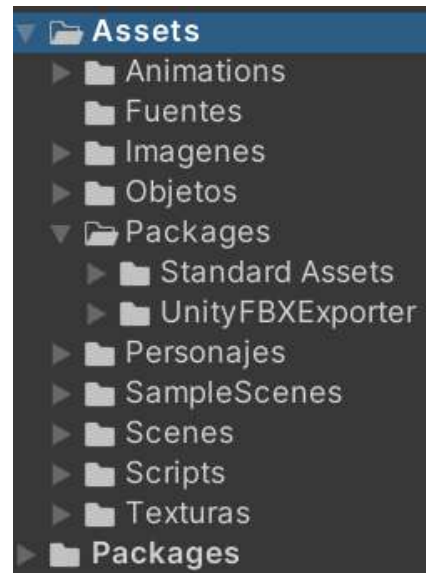 Assets
Animations
Fuentes
Imagenes
Objetos
Packages
Standard Assets
UnityFBXExporter
Personajes
SampleScenes
Scenes
Scripts
Texturas
Packages